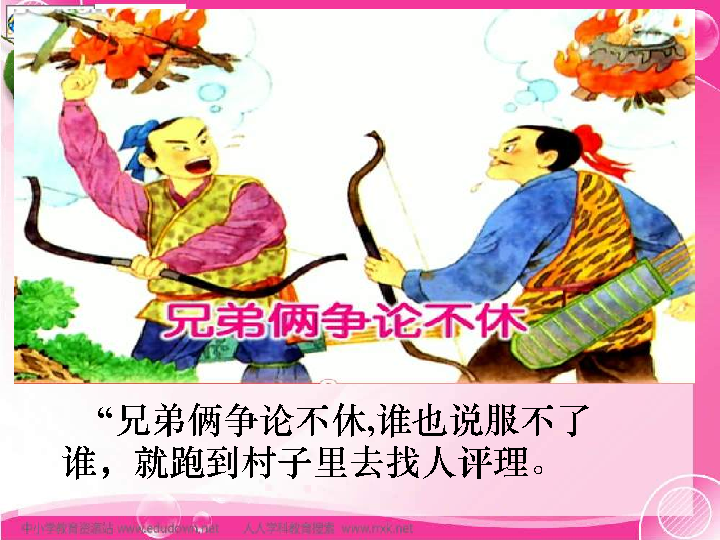 兄弟俩争论不休
“兄弟俩争论不休,谁也说服不了
谁，就跑到村子里去找人评理。
中小学教育资源站 www.edudown.net 人人学科教育搜索 www.rrxk.net